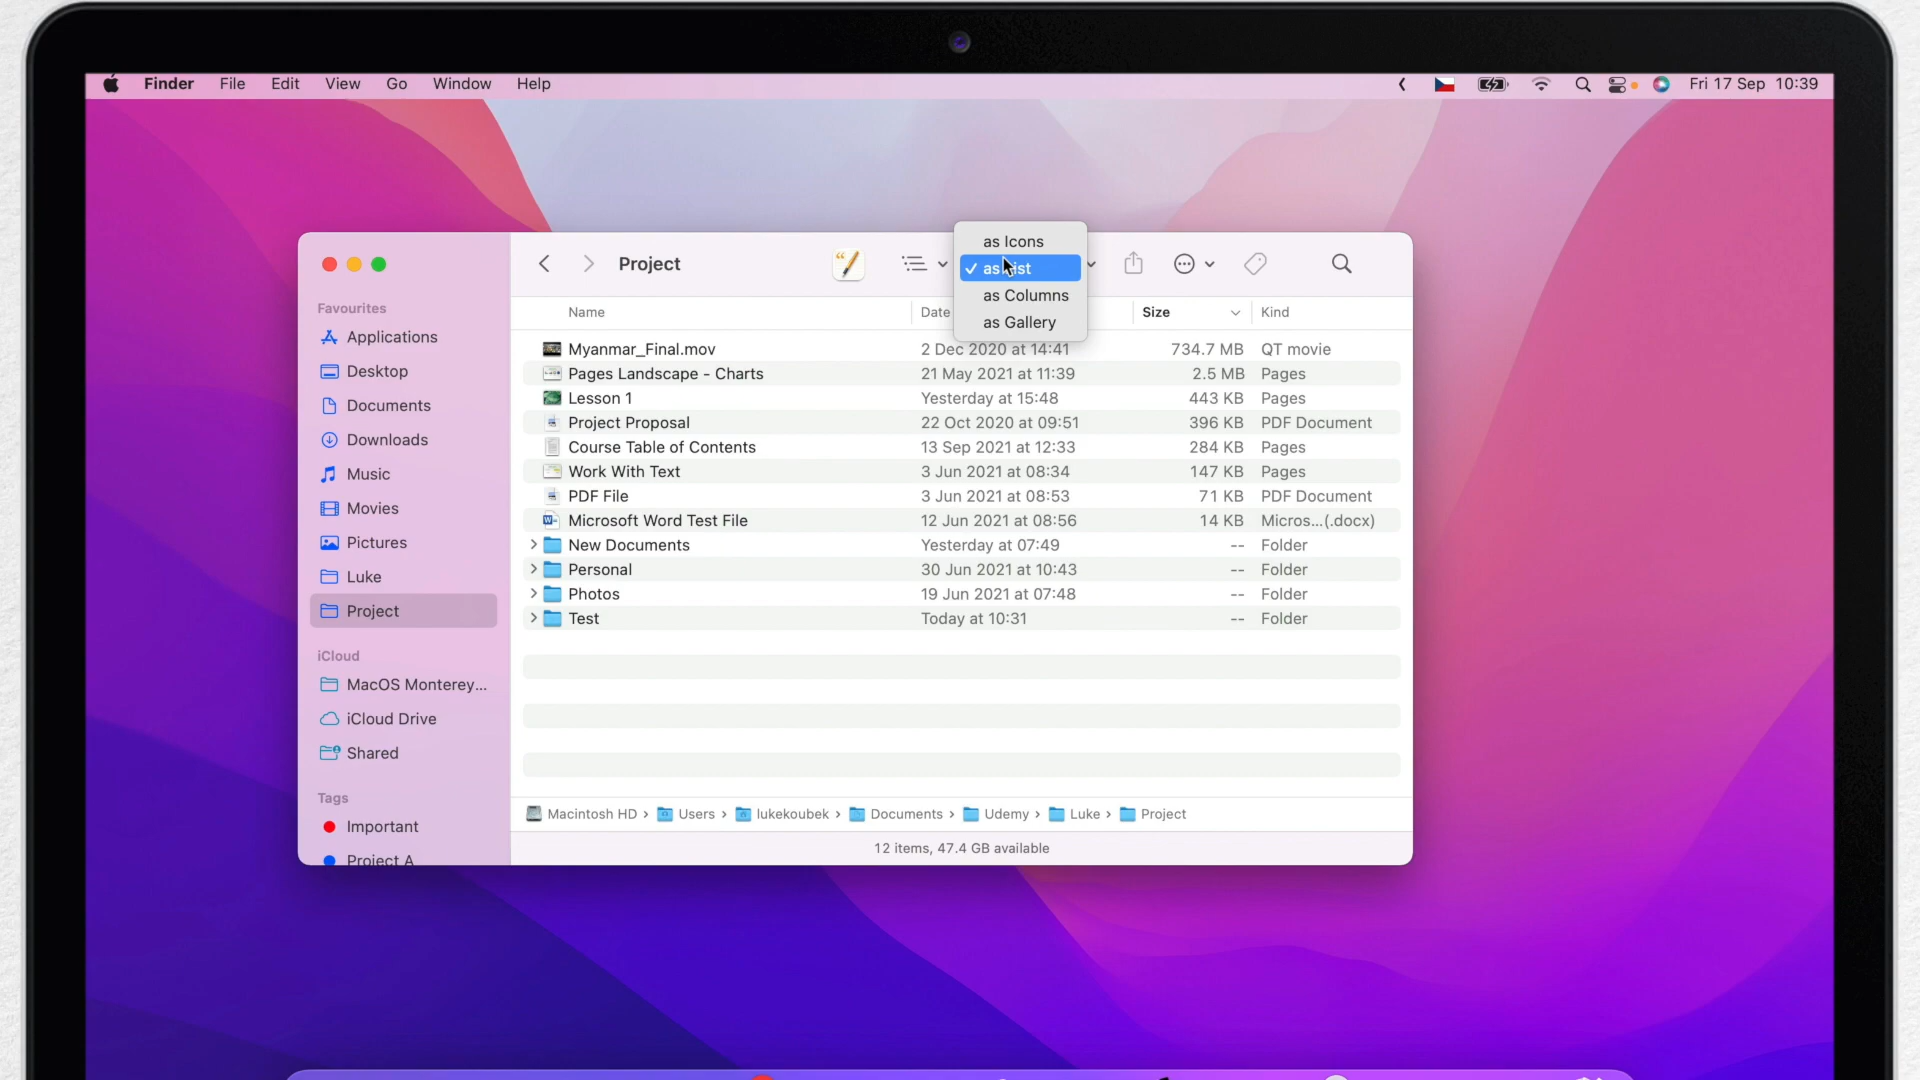 Finder File Edit View Go Window Help Fri 17 Sep 10:39
Project
as Icons
as List
as Columns
as Gallery
Favourites
Applications
Desktop
Documents
Downloads
Music
Movies
Pictures
Luke
Project
iCloud
MacOS Monterey...
iCloud Drive
Shared
Tags
Important
Project A
Name Date Size Kind
Myanmar_Final.mov 2 Dec 2020 at 14:41 734.7 MB QT movie
Pages Landscape - Charts 21 May 2021 at 11:39 2.5 MB Pages
Lesson 1 Yesterday at 15:48 443 KB Pages
Project Proposal 22 Oct 2020 at 09:51 396 KB PDF Document
Course Table of Contents 13 Sep 2021 at 12:33 284 KB Pages
Work With Text 3 Jun 2021 at 08:34 147 KB Pages
PDF File 3 Jun 2021 at 08:53 71 KB PDF Document
Microsoft Word Test File 12 Jun 2021 at 08:56 14 KB Micros...(.docx)
New Documents Yesterday at 07:49 -- Folder
Personal 30 Jun 2021 at 10:43 -- Folder
Photos 19 Jun 2021 at 07:48 -- Folder
Test Today at 10:31 -- Folder
Macintosh HD › Users › lukekoubek › Documents › Udemy › Luke › Project
12 items, 47.4 GB available